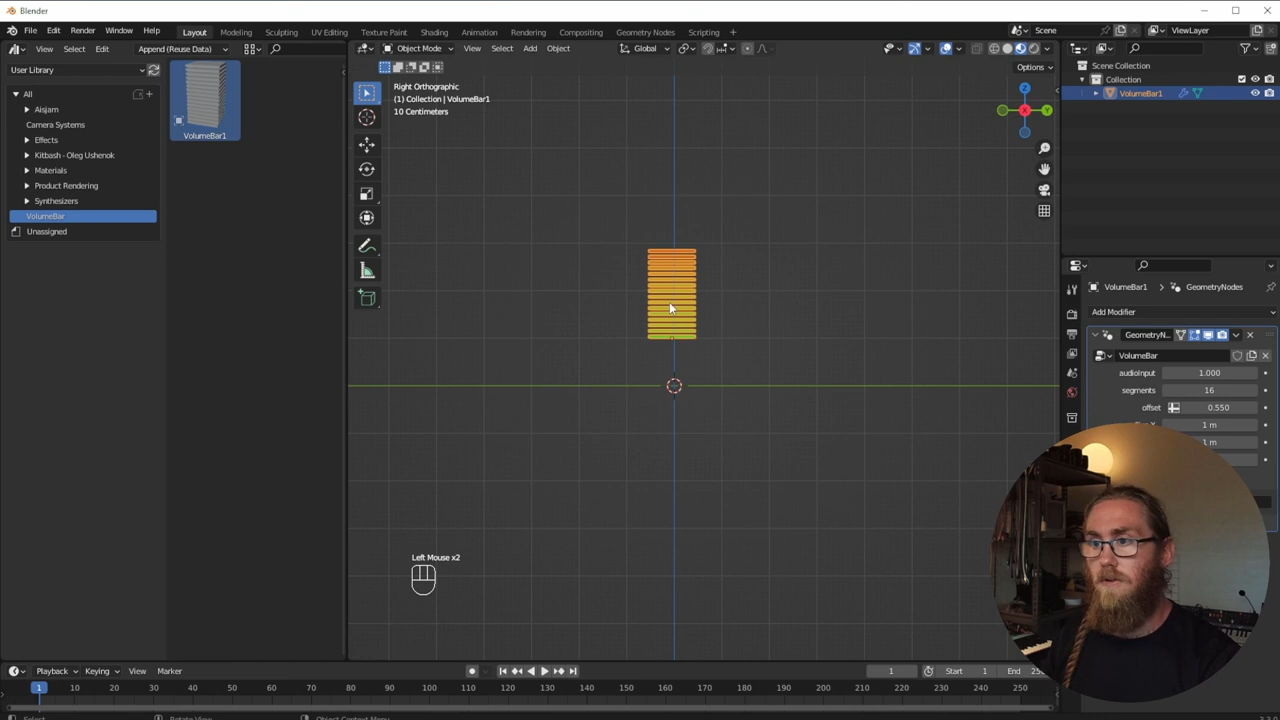 Blender
File Edit Render Window Help Layout Modeling Sculpting UV Editing Texture Paint Shading Animation Rendering Compositing Geometry Nodes Scripting + Scene ViewLayer
View Select Edit Append (Reuse Data)
Object Mode View Select Add Object Global
User Library
Options
All
Aisjam
Camera Systems
Effects
Kitbash - Oleg Ushenok
Materials
Product Rendering
Synthesizers
VolumeBar
Unassigned
VolumeBar1
Right Orthographic
(1) Collection | VolumeBar1
10 Centimeters
Z
Y
X
Left Mouse x2
Scene Collection
Collection
VolumeBar1
VolumeBar1 > GeometryNodes
Add Modifier
GeometryN...
VolumeBar
audioInput 1.000
segments 16
offset 0.550
1 m
1 m
Playback Keying View Marker 1 Start 1 End
1 10 20 30 40 50 60 70 80 90 100 110 120 130 140 150 160 170 180 190 200 210 220 230 240 250